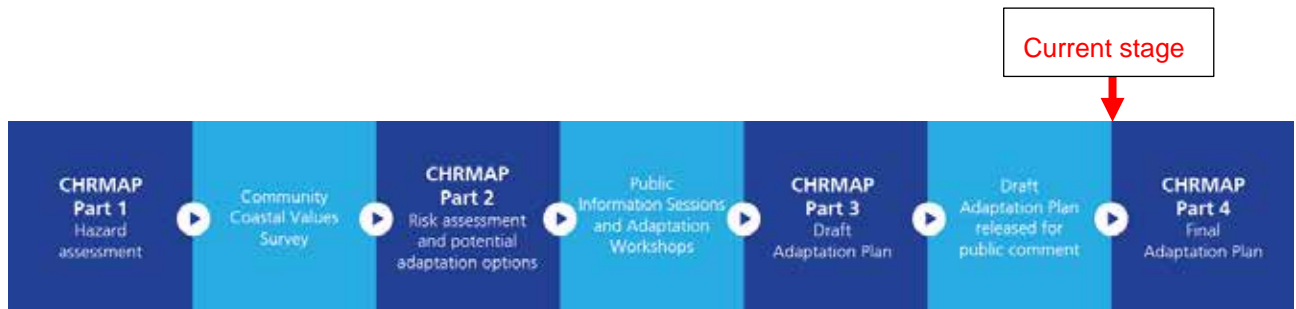 Current stage
CHRMAP
Part 1
Hazard
assessment
Community
Coastal Values
Survey
CHRMAP
Part 2
Risk assessment
and potential
adaptation options
Public
Information Sessions
and Adaptation
Workshops
CHRMAP
Part 3
Draft
Adaptation Plan
Draft
Adaptation Plan
released for
public comment
CHRMAP
Part 4
Final
Adaptation Plan